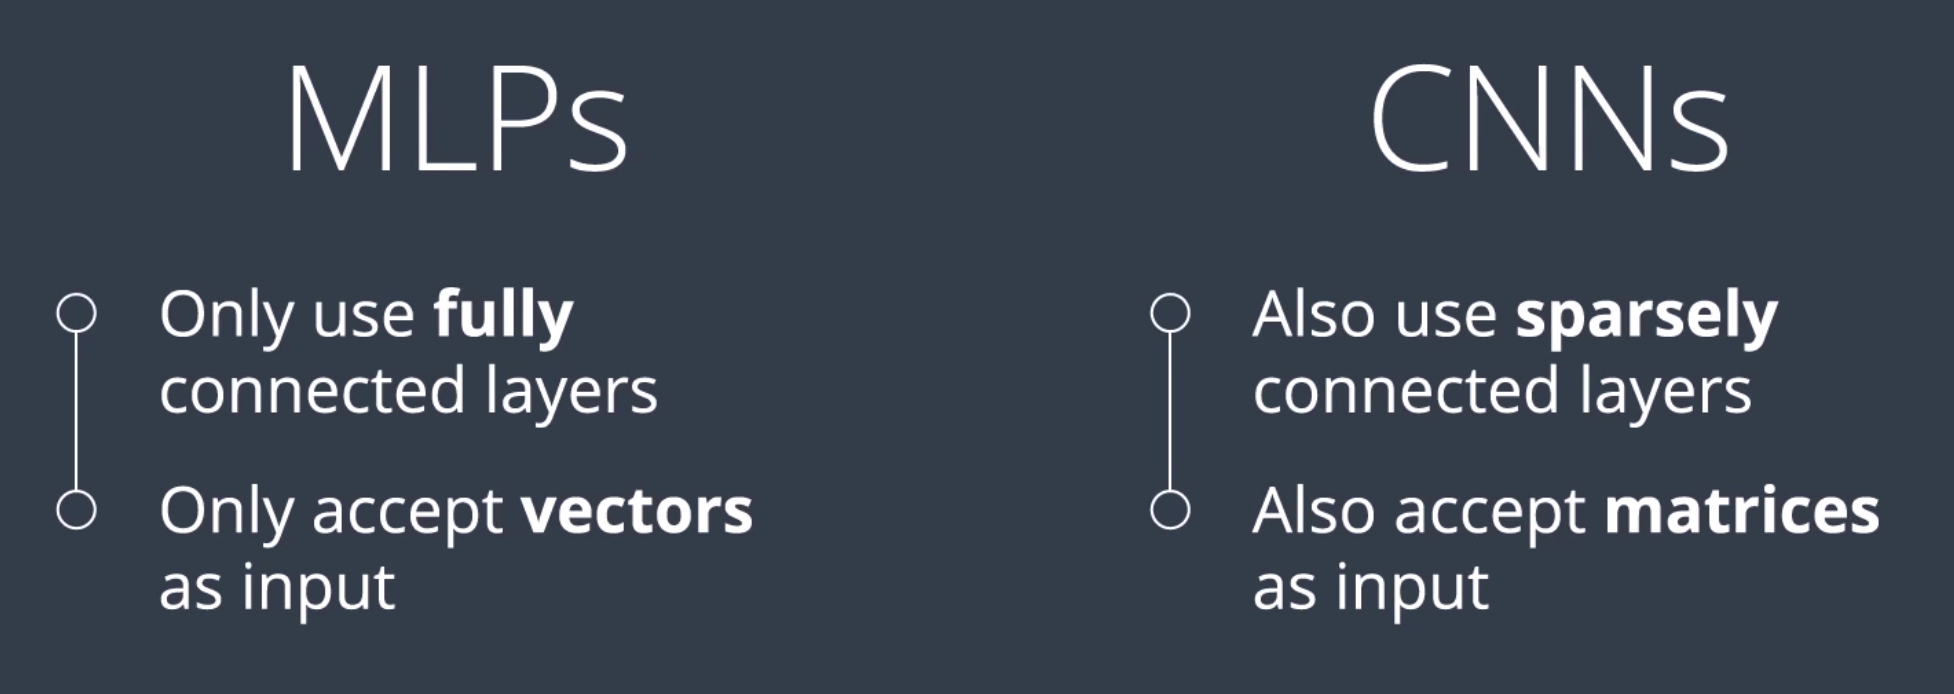 MLPs
Only use fully
connected layers
Only accept vectors
as input
CNNs
Also use sparsely
connected layers
Also accept matrices
as input